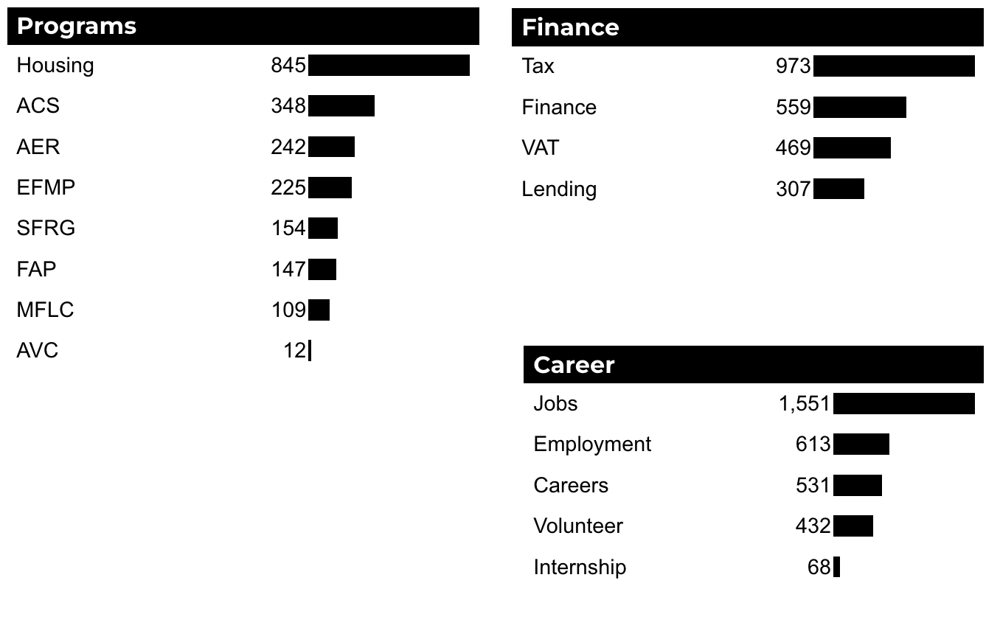 Programs
Housing 845
ACS 348
AER 242
EFMP 225
SFRG 154
FAP 147
MFLC 109
AVC 12
Finance
Tax 973
Finance 559
VAT 469
Lending 307
Career
Jobs 1,551
Employment 613
Careers 531
Volunteer 432
Internship 68